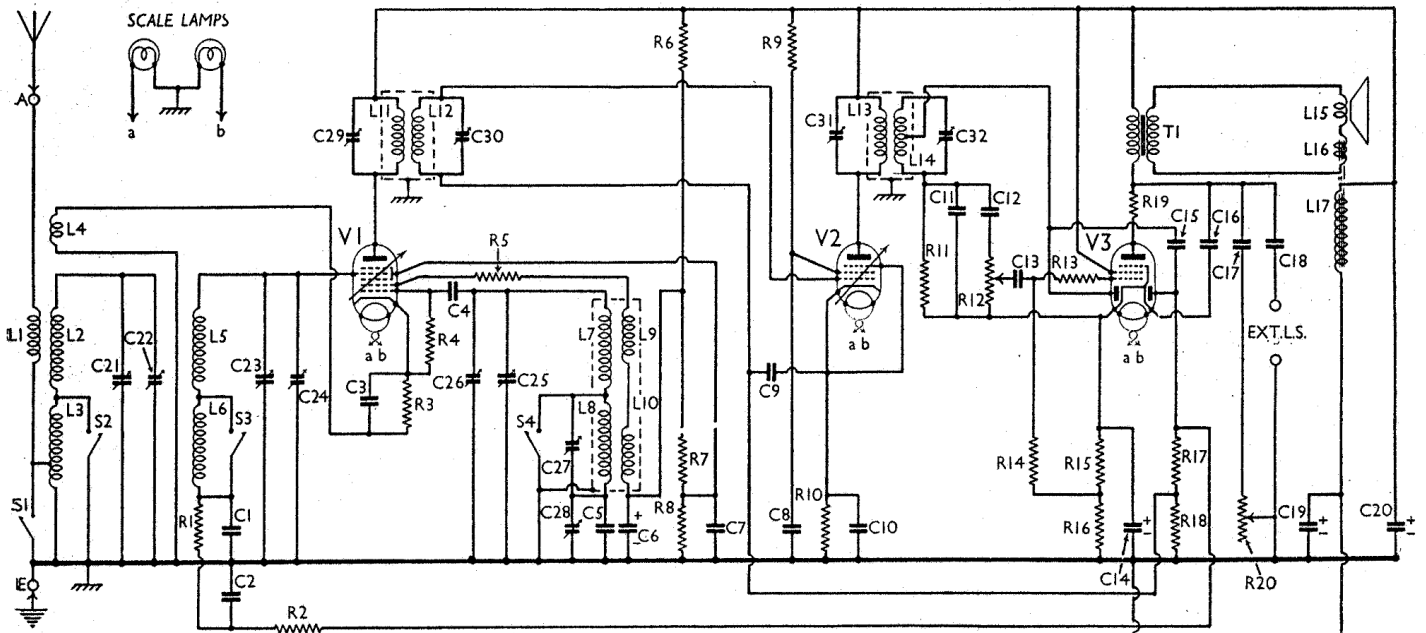 SCALE LAMPS
a
b
A
E
L1
L2
L3
L4
L5
L6
S1
S2
S3
C21
C22
C23
C24
R1
C1
C2
R2
C29
L11
L12
C30
V1
a b
R5
C4
R4
C3
R3
C26
C25
L7
L9
L8
L10
S4
C27
C28
C5
+
–
C6
R6
R7
R8
C7
R9
C8
C31
L13
L14
C32
V2
a b
C9
R10
C10
R11
C11
C12
R12
C13
R13
R14
R15
R16
C14
+
–
V3
a b
R19
T1
C15
C16
C17
C18
R17
R18
EXT.L.S.
R20
L15
L16
L17
C19
+
–
C20
+
–